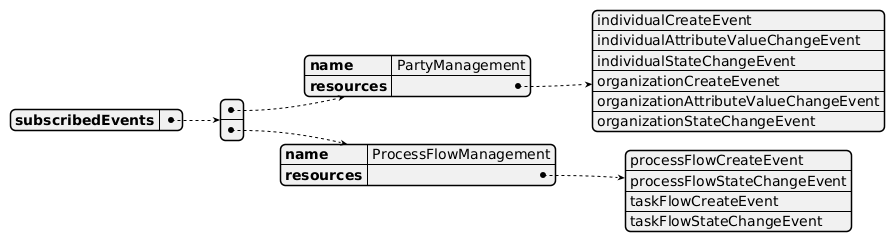 subscribedEvents
name PartyManagement
resources
individualCreateEvent
individualAttributeValueChangeEvent
individualStateChangeEvent
organizationCreateEvenet
organizationAttributeValueChangeEvent
organizationStateChangeEvent
name ProcessFlowManagement
resources
processFlowCreateEvent
processFlowStateChangeEvent
taskFlowCreateEvent
taskFlowStateChangeEvent